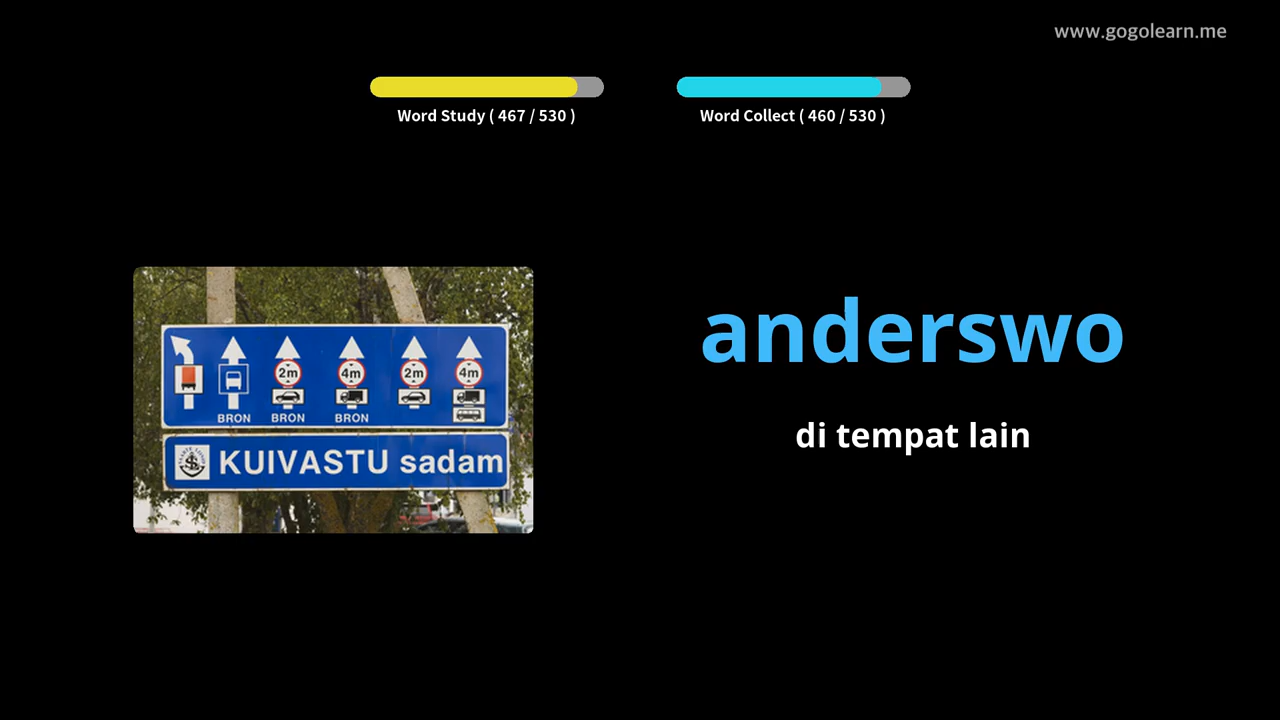 www.gogolearn.me
Word Study ( 467 / 530 )
Word Collect ( 460 / 530 )
2m 4m 2m 4m
BRON BRON BRON
KUIVASTU sadam
anderswo
di tempat lain